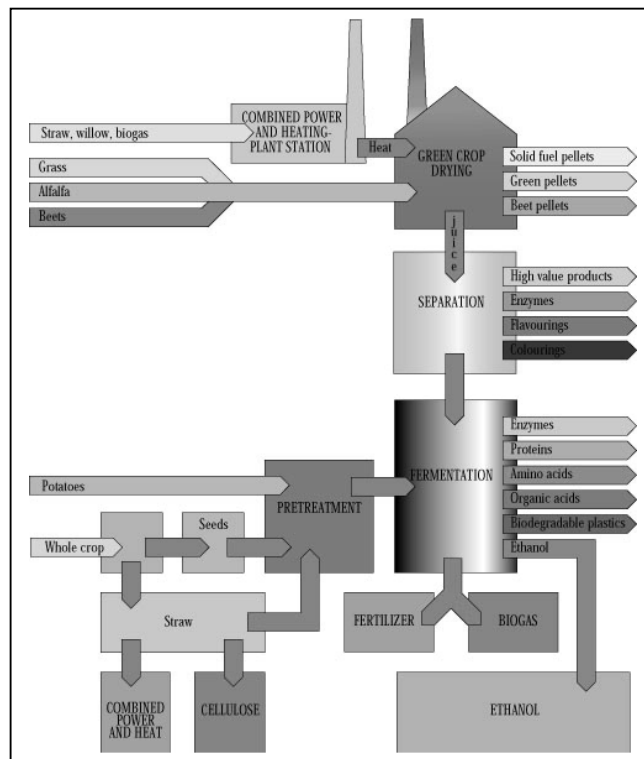 COMBINED POWER
AND HEATING-
PLANT STATION
Straw, willow, biogas
Heat
GREEN CROP
DRYING
Solid fuel pellets
Grass
Green pellets
Alfalfa
Beet pellets
Beets
juice
High value products
SEPARATION
Enzymes
Flavourings
Colourings
Enzymes
Proteins
FERMENTATION
Amino acids
Potatoes
Organic acids
PRETREATMENT
Biodegradable plastics
Seeds
Ethanol
Whole crop
Straw
FERTILIZER
BIOGAS
COMBINED
POWER
AND HEAT
CELLULOSE
ETHANOL